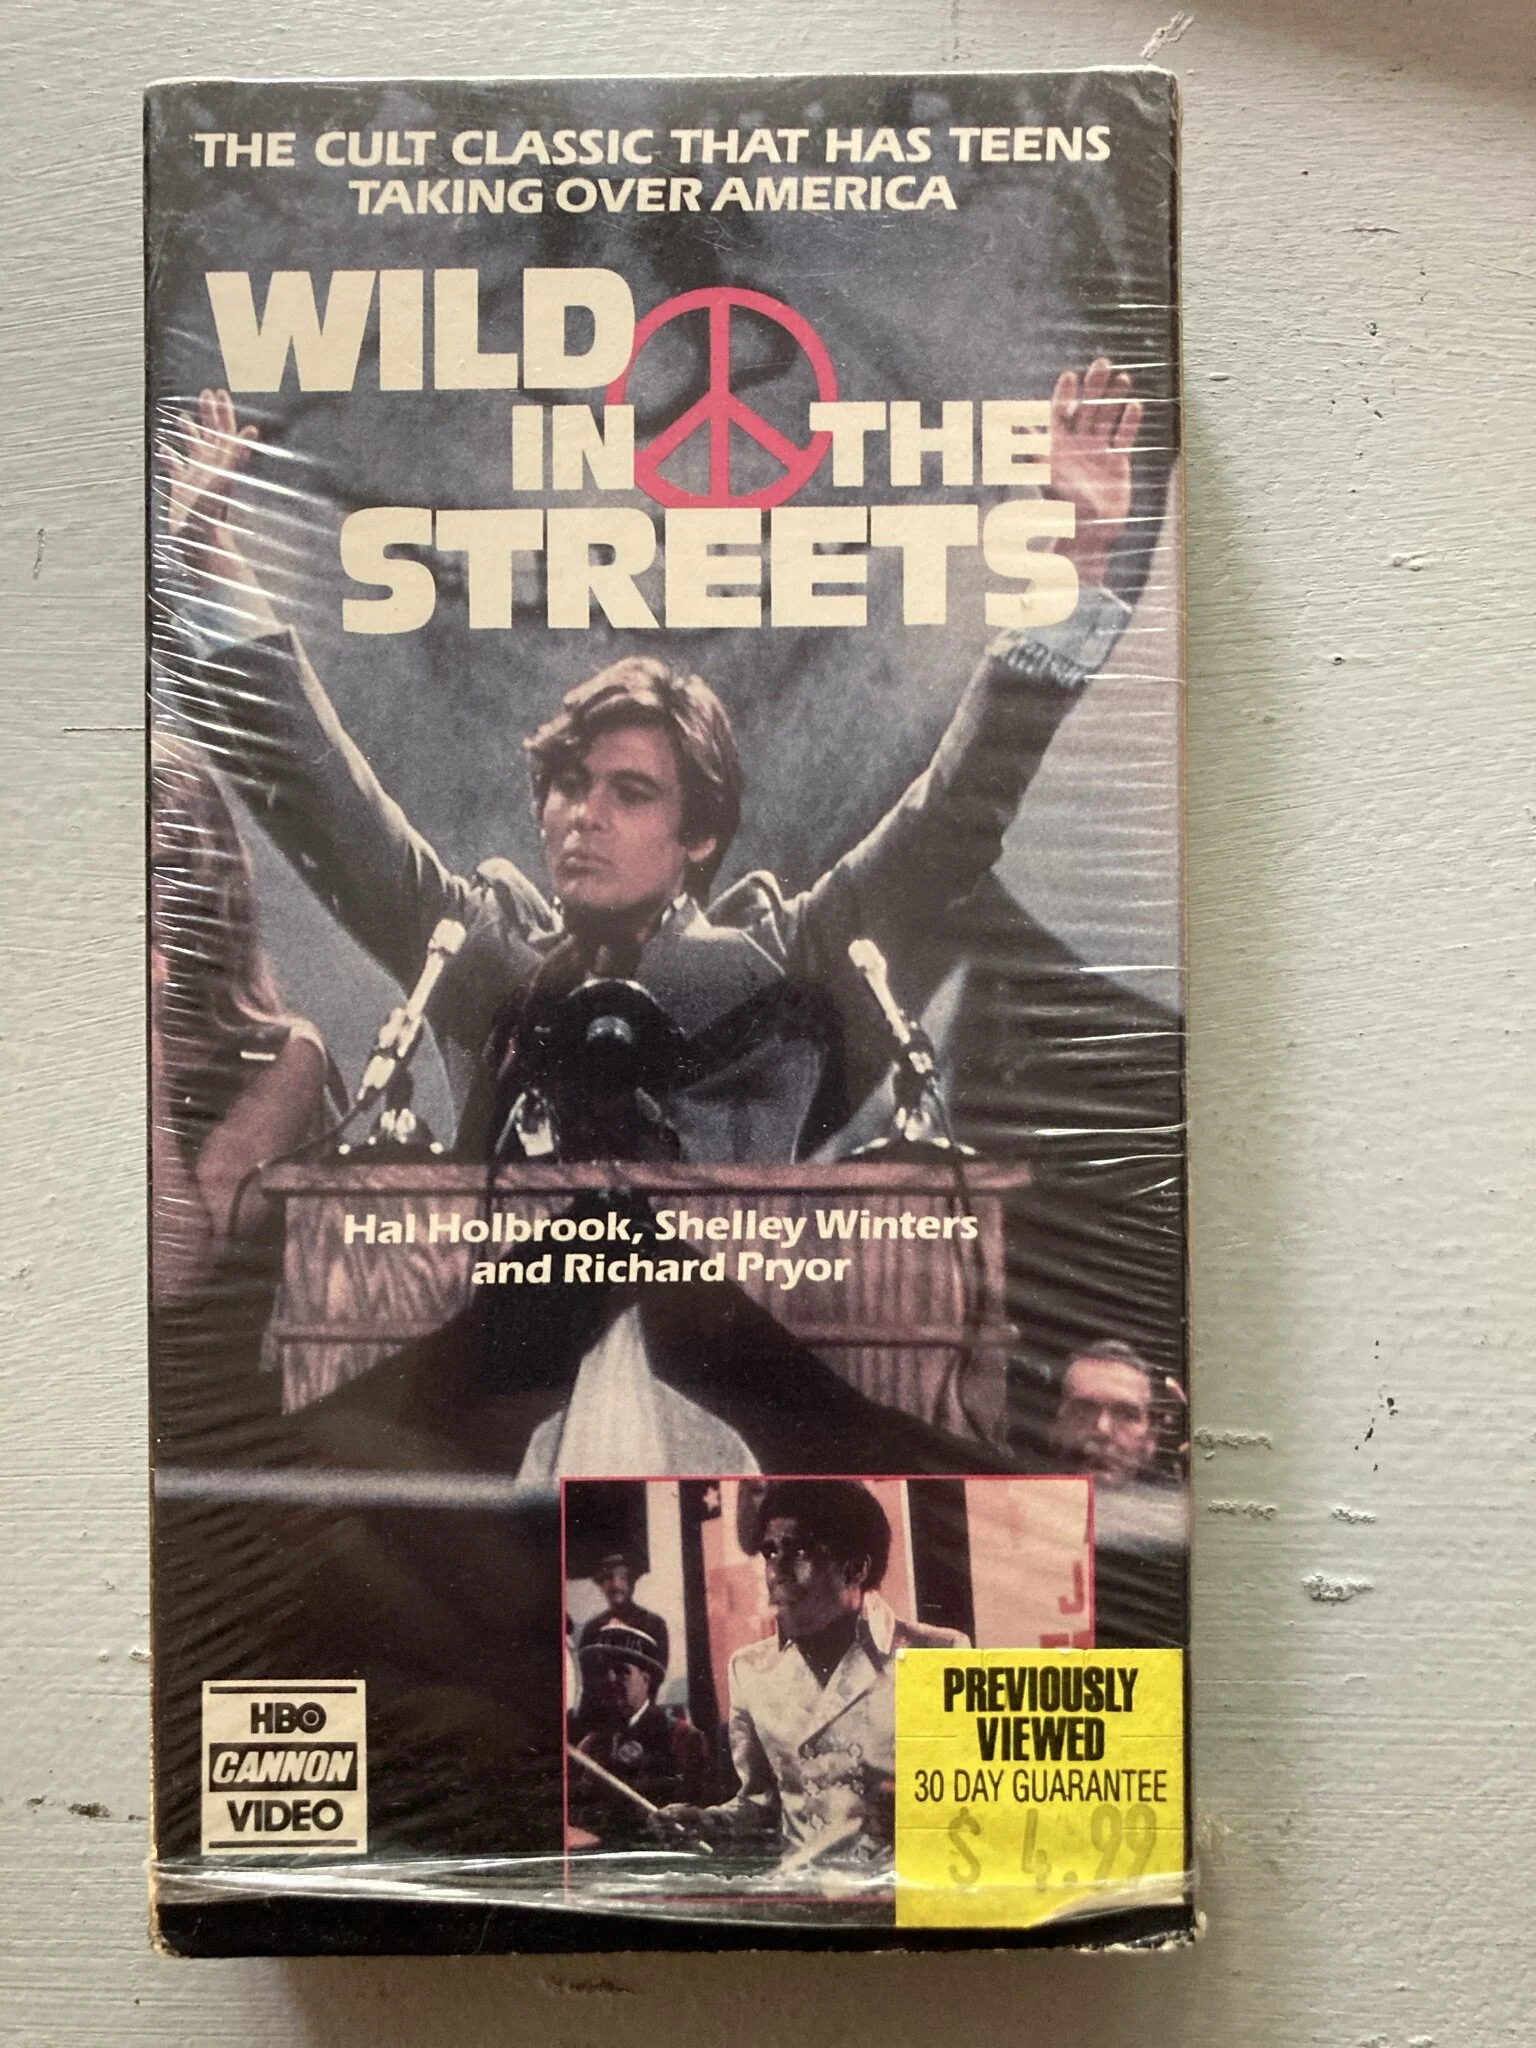 THE CULT CLASSIC THAT HAS TEENS
TAKING OVER AMERICA
WILD
IN THE
STREETS
Hal Holbrook, Shelley Winters
and Richard Pryor
HBO
CANNON
VIDEO
PREVIOUSLY
VIEWED
30 DAY GUARANTEE
$ 4.99